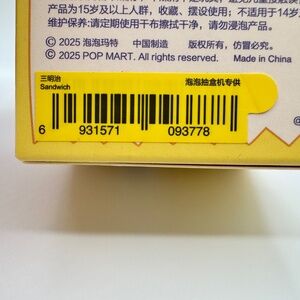 产品为15岁及以上人群，收藏、摆设使用；不适用于14岁
维护保养：请定期使用干布擦拭干净，请勿浸泡产品。
© 2025 泡泡玛特 中国制造 版权所有，仿冒必究。
© 2025 POP MART. All rights reserved. Made in China
三明治
Sandwich
泡泡抽盒机专供
6 931571 093778